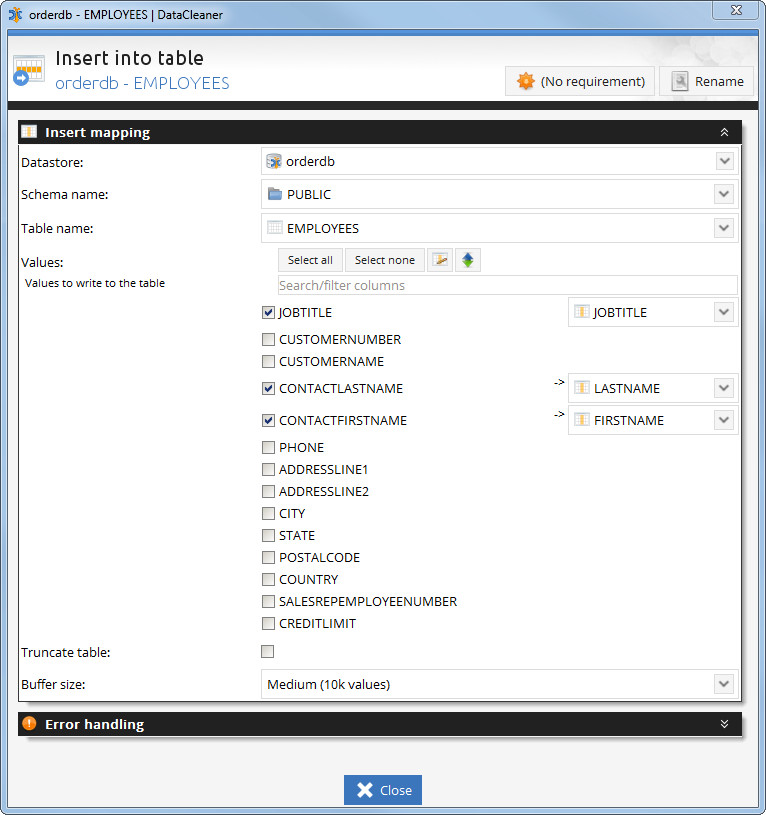 orderdb - EMPLOYEES | DataCleaner
Insert into table
orderdb - EMPLOYEES
(No requirement)
Rename
Insert mapping
Datastore: orderdb
Schema name: PUBLIC
Table name: EMPLOYEES
Values: Select all Select none
Values to write to the table
Search/filter columns
JOBTITLE JOBTITLE
CUSTOMERNUMBER
CUSTOMERNAME
CONTACTLASTNAME -> LASTNAME
CONTACTFIRSTNAME -> FIRSTNAME
PHONE
ADDRESSLINE1
ADDRESSLINE2
CITY
STATE
POSTALCODE
COUNTRY
SALESREPEMPLOYEENUMBER
CREDITLIMIT
Truncate table:
Buffer size: Medium (10k values)
Error handling
Close